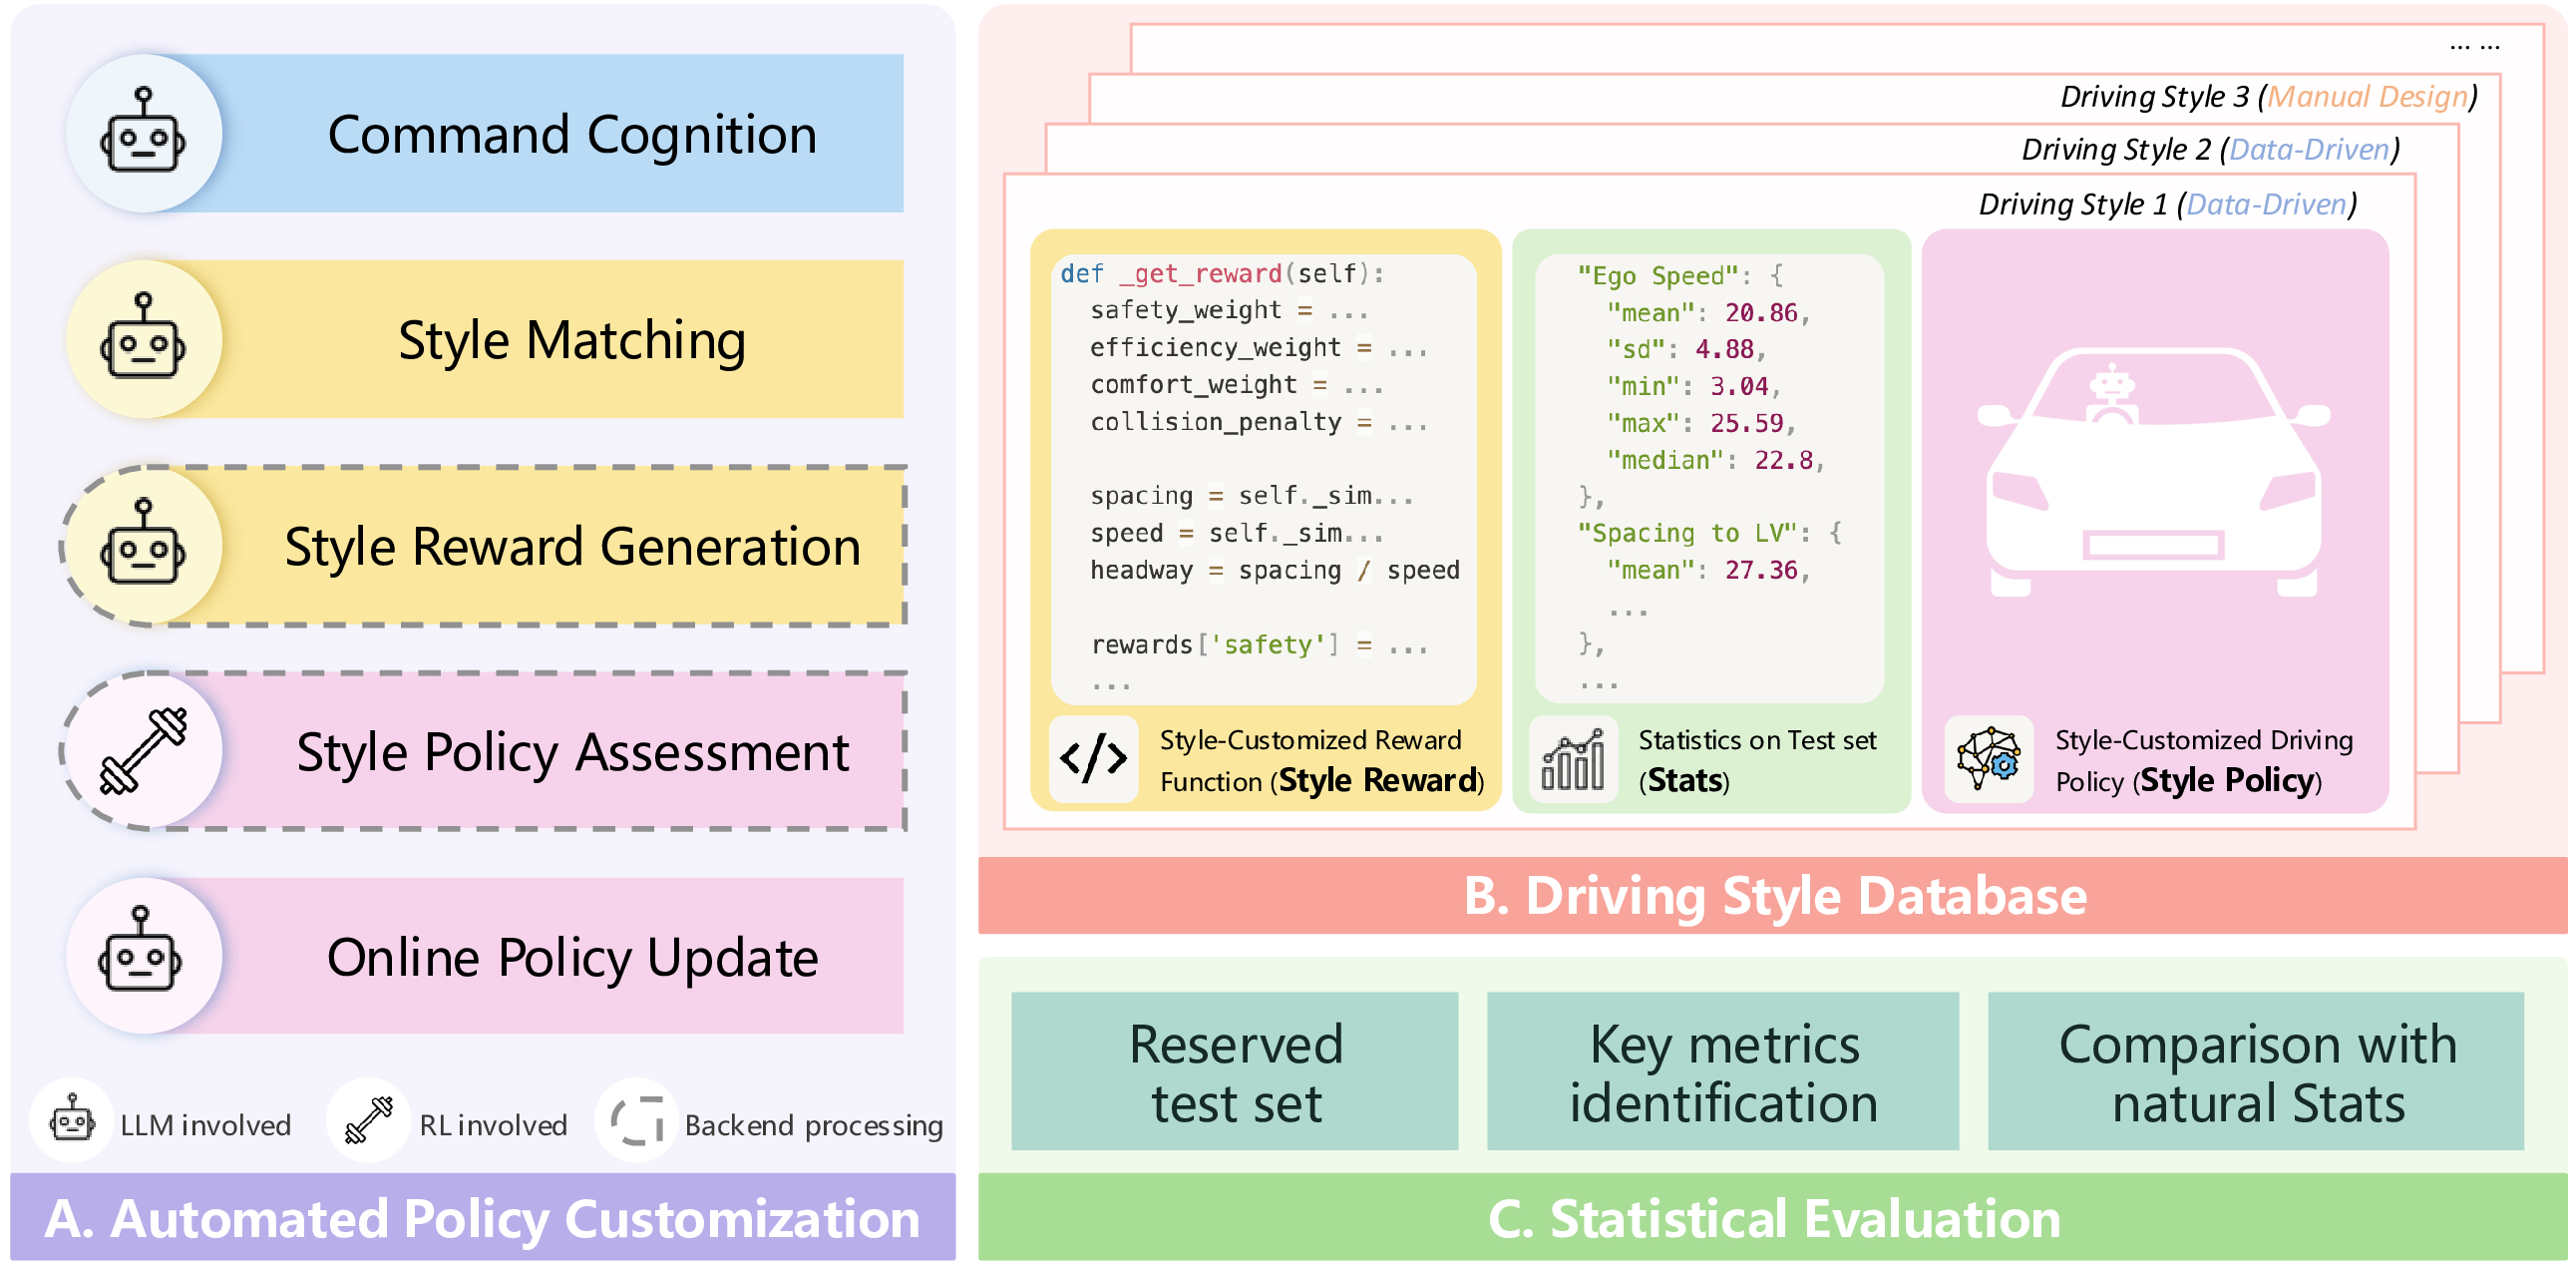 Command Cognition
Style Matching
Style Reward Generation
Style Policy Assessment
Online Policy Update
LLM involved
RL involved
Backend processing
A. Automated Policy Customization
... ...
Driving Style 3 (Manual Design)
Driving Style 2 (Data-Driven)
Driving Style 1 (Data-Driven)
def _get_reward(self):
safety_weight = ...
efficiency_weight = ...
comfort_weight = ...
collision_penalty = ...
spacing = self._sim...
speed = self._sim...
headway = spacing / speed
rewards['safety'] = ...
...
</>
Style-Customized Reward
Function (Style Reward)
"Ego Speed": {
"mean": 20.86,
"sd": 4.88,
"min": 3.04,
"max": 25.59,
"median": 22.8,
},
"Spacing to LV": {
"mean": 27.36,
...
},
...
Statistics on Test set
(Stats)
Style-Customized Driving
Policy (Style Policy)
B. Driving Style Database
Reserved
test set
Key metrics
identification
Comparison with
natural Stats
C. Statistical Evaluation